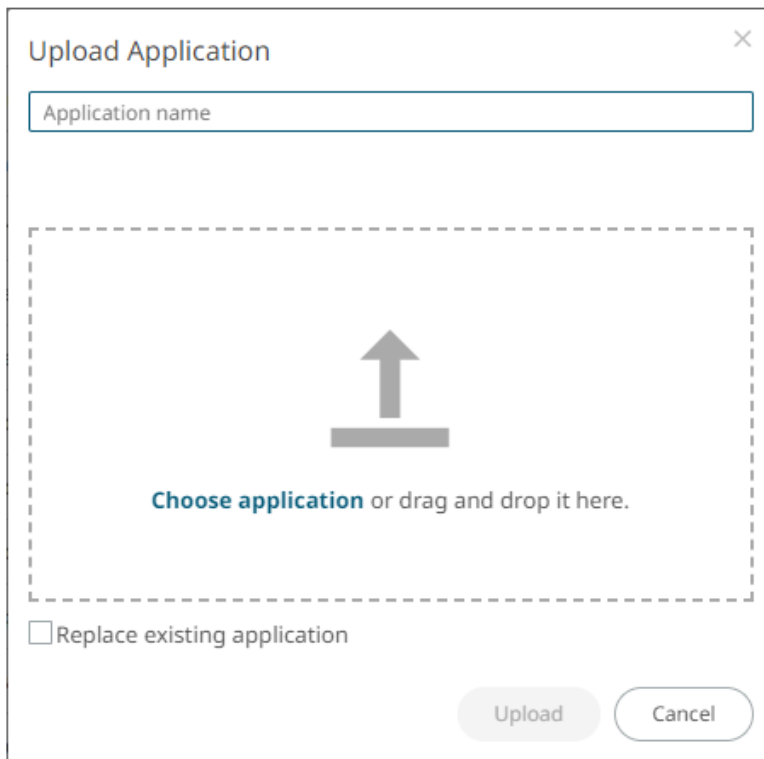 Upload Application
Application name
Choose application or drag and drop it here.
Replace existing application
Upload
Cancel